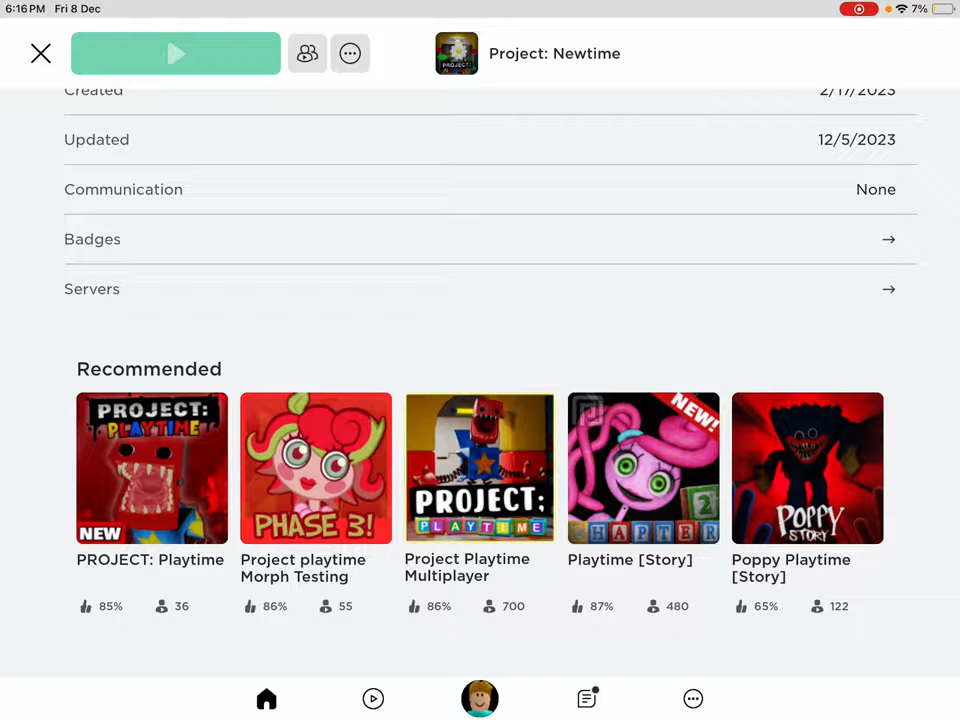 6:16 PM Fri 8 Dec 7%
Project: Newtime
Created 2/17/2023
Updated 12/5/2023
Communication None
Badges →
Servers →
Recommended
PROJECT:
PLAYTIME
NEW
PHASE 3!
PROJECT;
PLAYTIME
NEW!
2
CHAPTER
POPPY
STORY
PROJECT: Playtime
Project playtime
Morph Testing
Project Playtime
Multiplayer
Playtime [Story]
Poppy Playtime
[Story]
85% 36
86% 55
86% 700
87% 480
65% 122